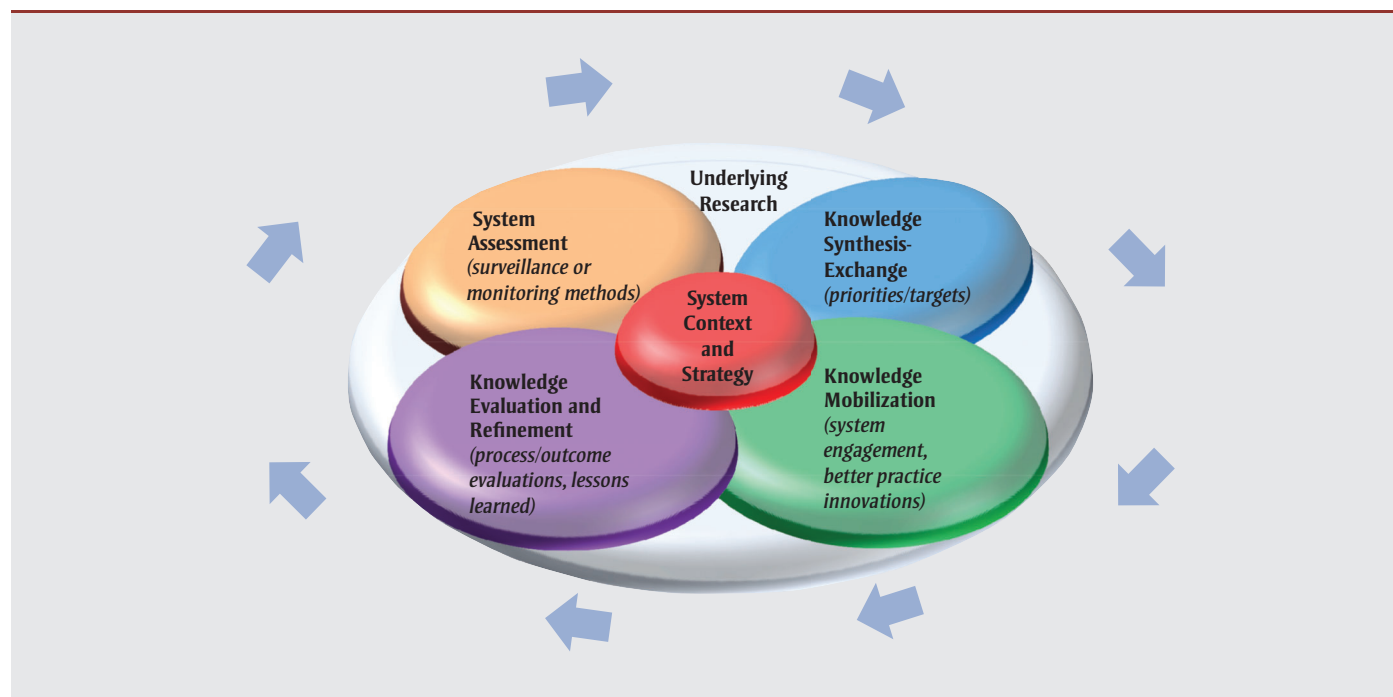 Underlying
Research
System
Assessment
(surveillance or
monitoring methods)
Knowledge
Synthesis-
Exchange
(priorities/targets)
System
Context
and
Strategy
Knowledge
Evaluation and
Refinement
(process/outcome
evaluations, lessons
learned)
Knowledge
Mobilization
(system
engagement,
better practice
innovations)